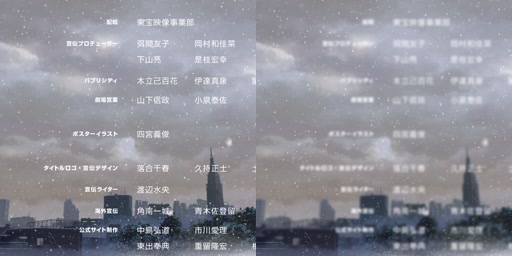 配給 東宝映像事業部
宣伝プロデューサー 弭間友子 岡村和佳菜
下山亮 是枝宏幸
パブリシティ 木立己百花 伊達真泉
劇場営業 山下信政 小泉泰佐
ポスターイラスト 四宮義俊
タイトルロゴ・宣伝デザイン 落合千春 久持正士
宣伝ライター 渡辺水央
海外宣伝 角南一城 青木佐登留
公式サイト制作 中島弘道 市川愛理
東出奉典 重留隆宏